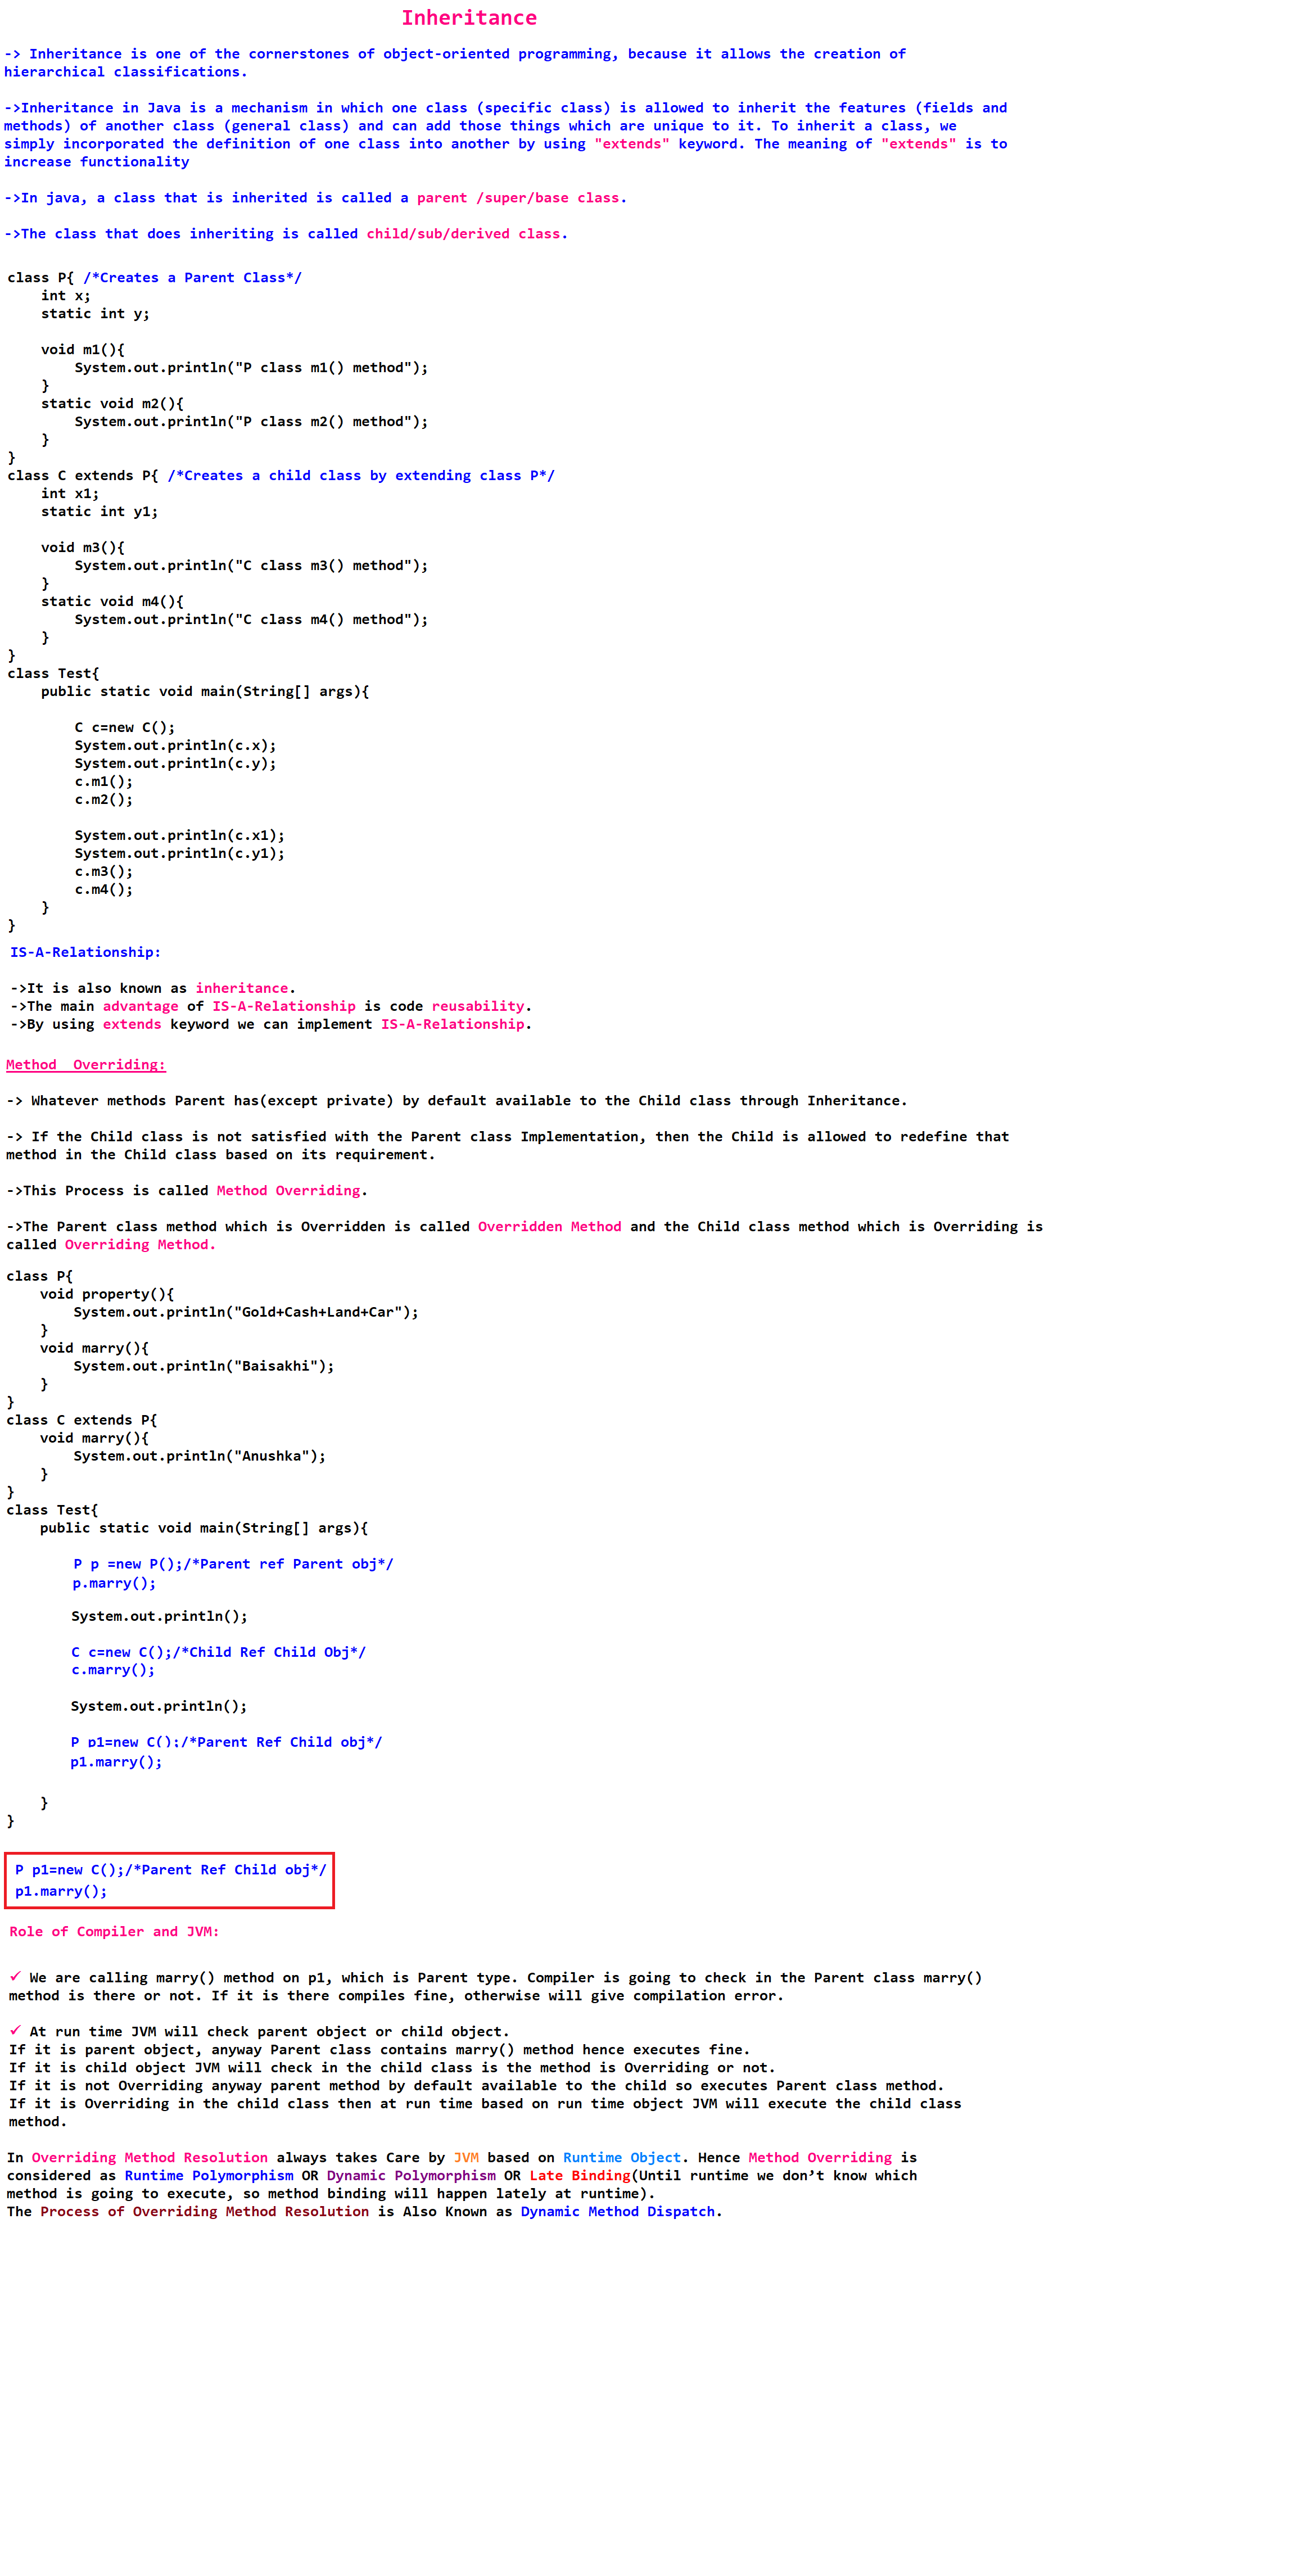 Inheritance
-> Inheritance is one of the cornerstones of object-oriented programming, because it allows the creation of
hierarchical classifications.
->Inheritance in Java is a mechanism in which one class (specific class) is allowed to inherit the features (fields and
methods) of another class (general class) and can add those things which are unique to it. To inherit a class, we
simply incorporated the definition of one class into another by using "extends" keyword. The meaning of "extends" is to
increase functionality
->In java, a class that is inherited is called a parent /super/base class.
->The class that does inheriting is called child/sub/derived class.
class P{ /*Creates a Parent Class*/
    int x;
    static int y;
    void m1(){
        System.out.println("P class m1() method");
    }
    static void m2(){
        System.out.println("P class m2() method");
    }
}
class C extends P{ /*Creates a child class by extending class P*/
    int x1;
    static int y1;
    void m3(){
        System.out.println("C class m3() method");
    }
    static void m4(){
        System.out.println("C class m4() method");
    }
}
class Test{
    public static void main(String[] args){
        C c=new C();
        System.out.println(c.x);
        System.out.println(c.y);
        c.m1();
        c.m2();
        System.out.println(c.x1);
        System.out.println(c.y1);
        c.m3();
        c.m4();
    }
}
IS-A-Relationship:
->It is also known as inheritance.
->The main advantage of IS-A-Relationship is code reusability.
->By using extends keyword we can implement IS-A-Relationship.
Method  Overriding:
-> Whatever methods Parent has(except private) by default available to the Child class through Inheritance.
-> If the Child class is not satisfied with the Parent class Implementation, then the Child is allowed to redefine that
method in the Child class based on its requirement.
->This Process is called Method Overriding.
->The Parent class method which is Overridden is called Overridden Method and the Child class method which is Overriding is
called Overriding Method.
class P{
    void property(){
        System.out.println("Gold+Cash+Land+Car");
    }
    void marry(){
        System.out.println("Baisakhi");
    }
}
class C extends P{
    void marry(){
        System.out.println("Anushka");
    }
}
class Test{
    public static void main(String[] args){
        P p =new P();/*Parent ref Parent obj*/
        p.marry();
        System.out.println();
        C c=new C();/*Child Ref Child Obj*/
        c.marry();
        System.out.println();
        P p1=new C();/*Parent Ref Child obj*/
        p1.marry();
    }
}
P p1=new C();/*Parent Ref Child obj*/
p1.marry();
Role of Compiler and JVM:
✓ We are calling marry() method on p1, which is Parent type. Compiler is going to check in the Parent class marry()
method is there or not. If it is there compiles fine, otherwise will give compilation error.
✓ At run time JVM will check parent object or child object.
If it is parent object, anyway Parent class contains marry() method hence executes fine.
If it is child object JVM will check in the child class is the method is Overriding or not.
If it is not Overriding anyway parent method by default available to the child so executes Parent class method.
If it is Overriding in the child class then at run time based on run time object JVM will execute the child class
method.
In Overriding Method Resolution always takes Care by JVM based on Runtime Object. Hence Method Overriding is
considered as Runtime Polymorphism OR Dynamic Polymorphism OR Late Binding(Until runtime we don’t know which
method is going to execute, so method binding will happen lately at runtime).
The Process of Overriding Method Resolution is Also Known as Dynamic Method Dispatch.